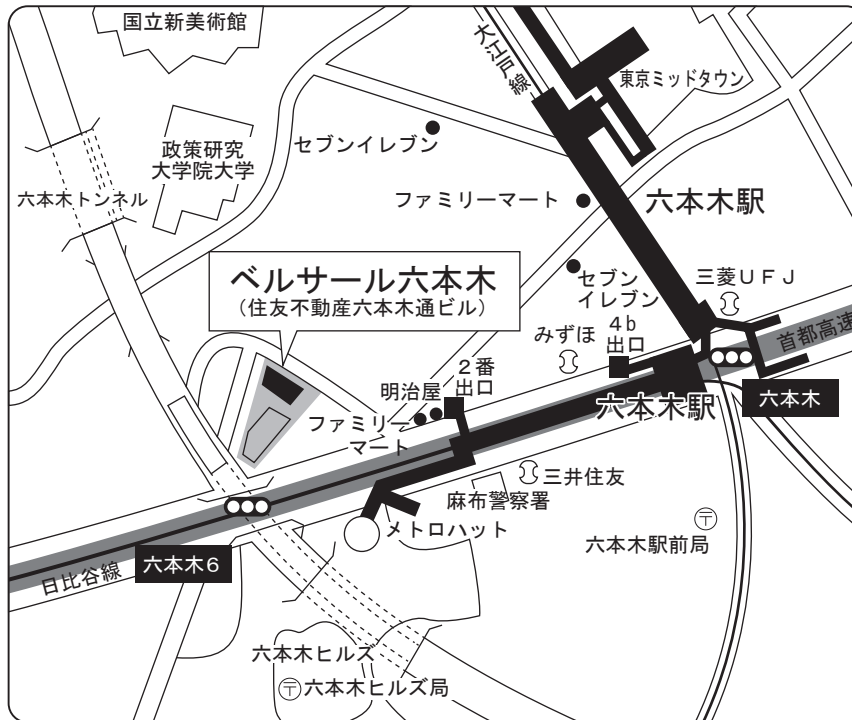 国立新美術館
大江戸線
東京ミッドタウン
セブンイレブン
政策研究
大学院大学
六本木トンネル
ファミリーマート
六本木駅
ベルサール六本木
（住友不動産六本木通ビル）
セブン
イレブン
三菱ＵＦＪ
首都高速
みずほ
4b
出口
２番
出口
明治屋
ファミリー
マート
六本木駅
六本木
三井住友
麻布警察署
メトロハット
六本木駅前局
日比谷線
六本木6
六本木ヒルズ
〒六本木ヒルズ局